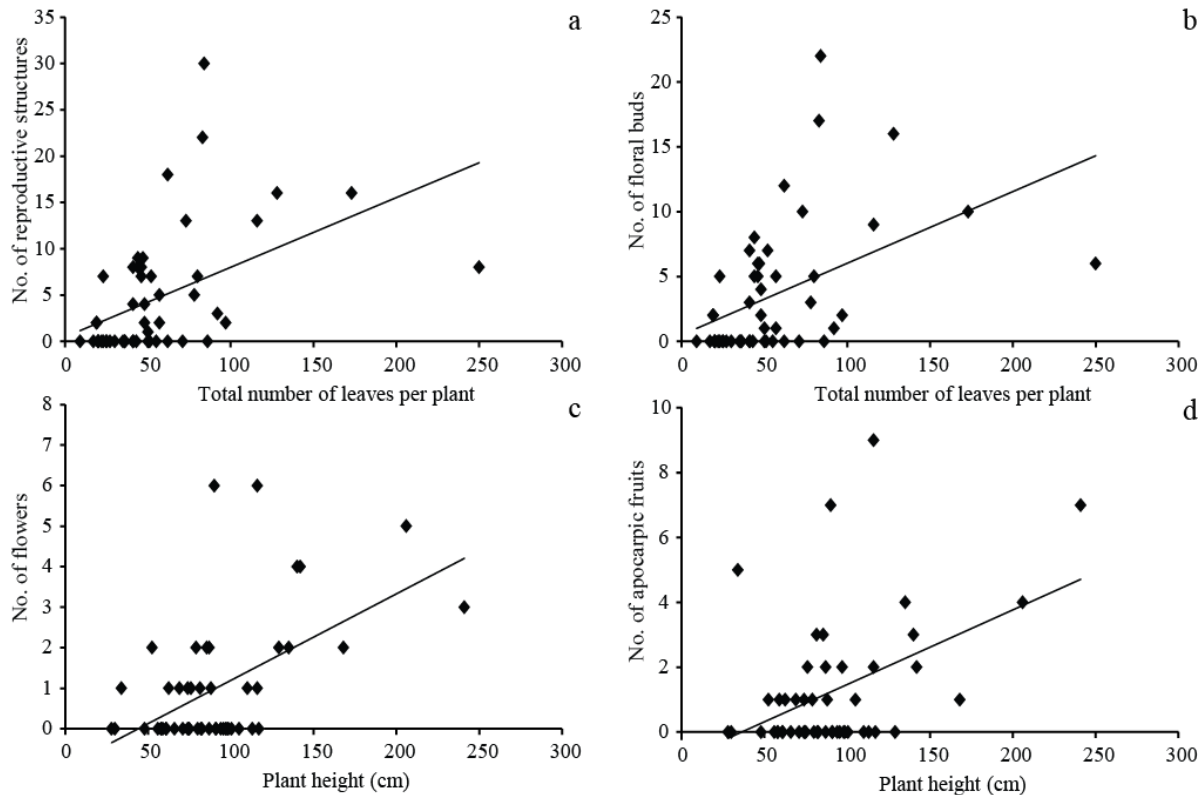 a
35
30
25
20
15
10
5
0
No. of reproductive structures
0 50 100 150 200 250 300
Total number of leaves per plant
b
25
20
15
10
5
0
No. of floral buds
0 50 100 150 200 250 300
Total number of leaves per plant
c
8
7
6
5
4
3
2
1
0
No. of flowers
0 50 100 150 200 250 300
Plant height (cm)
d
10
8
6
4
2
0
No. of apocarpic fruits
0 50 100 150 200 250 300
Plant height (cm)